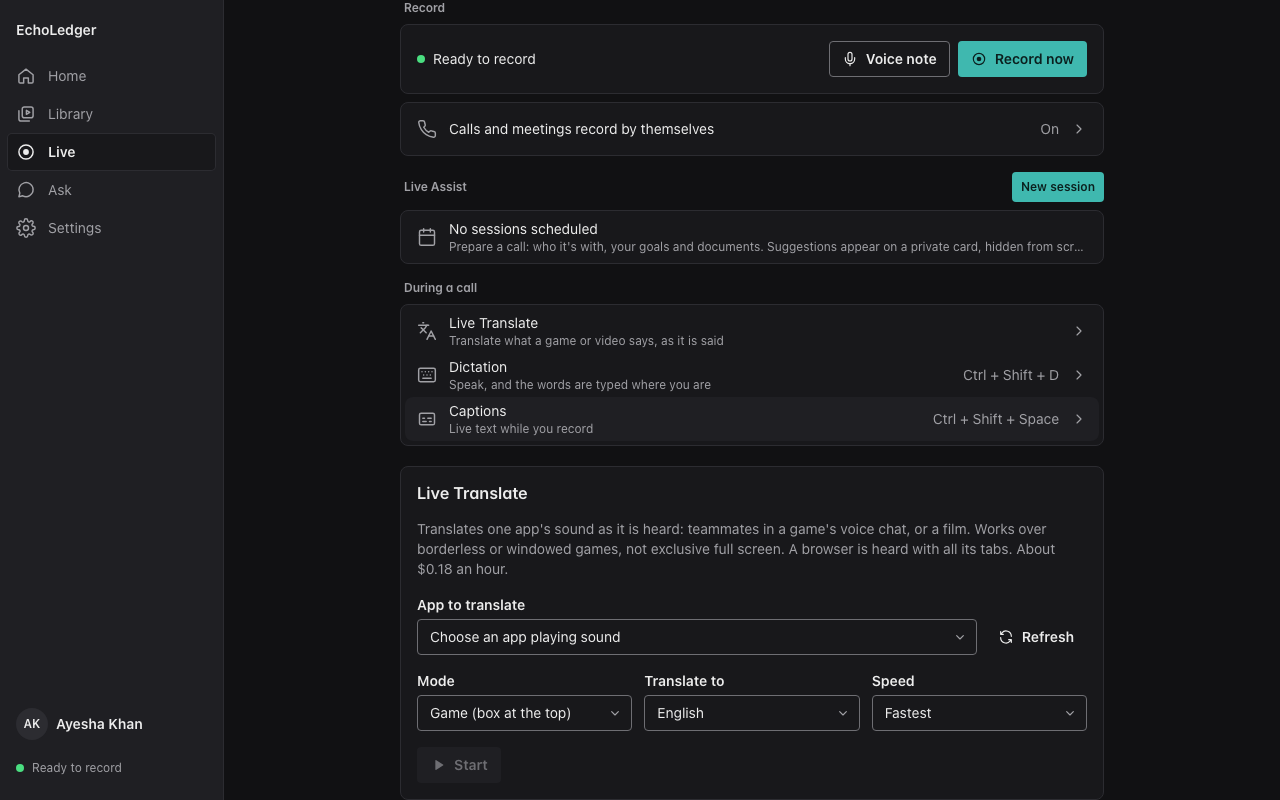 EchoLedger
Home
Library
Live
Ask
Settings
AK
Ayesha Khan
Ready to record
Record
Ready to record
Voice note
Record now
Calls and meetings record by themselves
On
Live Assist
New session
No sessions scheduled
Prepare a call: who it's with, your goals and documents. Suggestions appear on a private card, hidden from scr...
During a call
Live Translate
Translate what a game or video says, as it is said
Dictation
Speak, and the words are typed where you are
Ctrl + Shift + D
Captions
Live text while you record
Ctrl + Shift + Space
Live Translate
Translates one app's sound as it is heard: teammates in a game's voice chat, or a film. Works over
borderless or windowed games, not exclusive full screen. A browser is heard with all its tabs. About
$0.18 an hour.
App to translate
Choose an app playing sound
Refresh
Mode
Translate to
Speed
Game (box at the top)
English
Fastest
Start